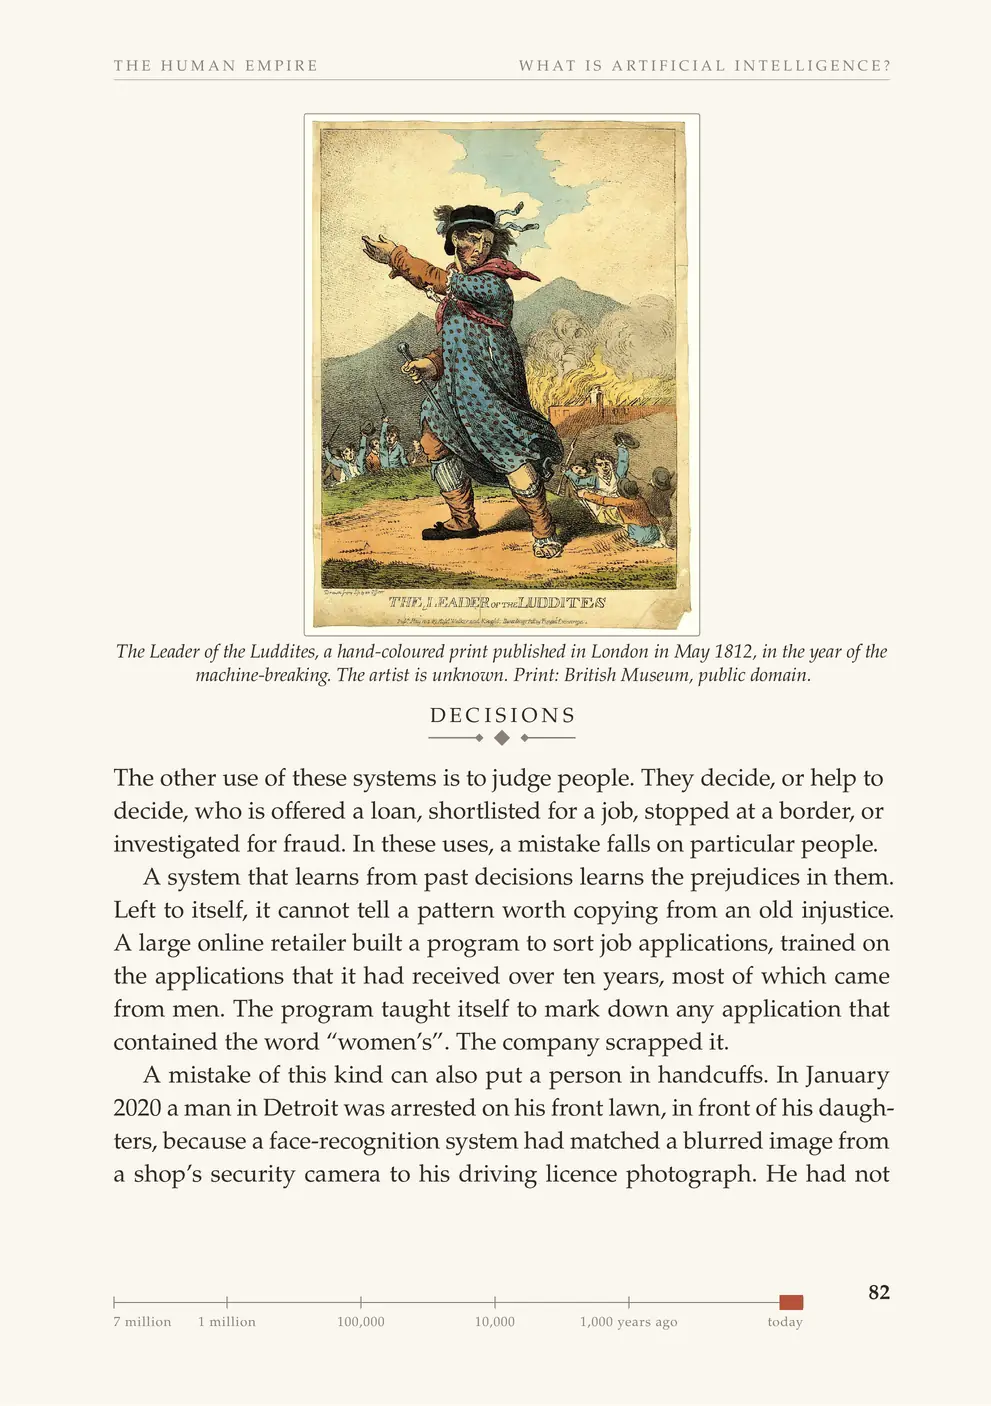 THE HUMAN EMPIRE
WHAT IS ARTIFICIAL INTELLIGENCE?
THE LEADER OF THE LUDDITES
The Leader of the Luddites, a hand-coloured print published in London in May 1812, in the year of the
machine-breaking. The artist is unknown. Print: British Museum, public domain.
DECISIONS
The other use of these systems is to judge people. They decide, or help to
decide, who is offered a loan, shortlisted for a job, stopped at a border, or
investigated for fraud. In these uses, a mistake falls on particular people.
A system that learns from past decisions learns the prejudices in them.
Left to itself, it cannot tell a pattern worth copying from an old injustice.
A large online retailer built a program to sort job applications, trained on
the applications that it had received over ten years, most of which came
from men. The program taught itself to mark down any application that
contained the word “women’s”. The company scrapped it.
A mistake of this kind can also put a person in handcuffs. In January
2020 a man in Detroit was arrested on his front lawn, in front of his daugh-
ters, because a face-recognition system had matched a blurred image from
a shop’s security camera to his driving licence photograph. He had not
82
7 million 1 million 100,000 10,000 1,000 years ago today